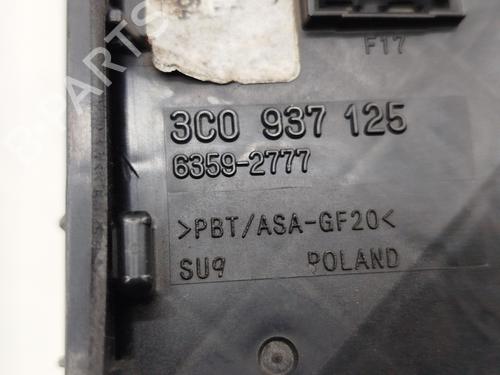 F17
3C0 937 125
6359-2777
>PBT/ASA-GF20<
SU9 POLAND